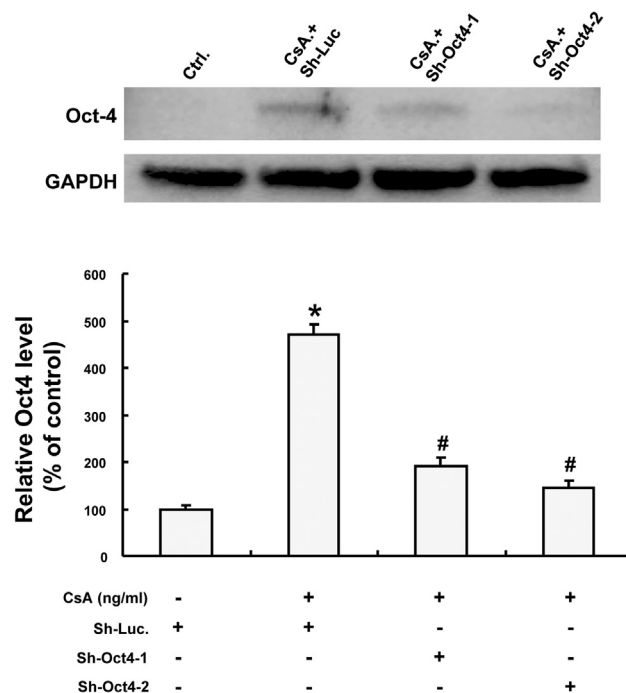 Ctrl.
CsA.+
Sh-Luc
CsA.+
Sh-Oct4-1
CsA.+
Sh-Oct4-2
Oct-4
GAPDH
Relative Oct4 level
(% of control)
600
500
400
300
200
100
0
*
#
#
CsA (ng/ml) - + + +
Sh-Luc. + + - -
Sh-Oct4-1 - - + -
Sh-Oct4-2 - - - +